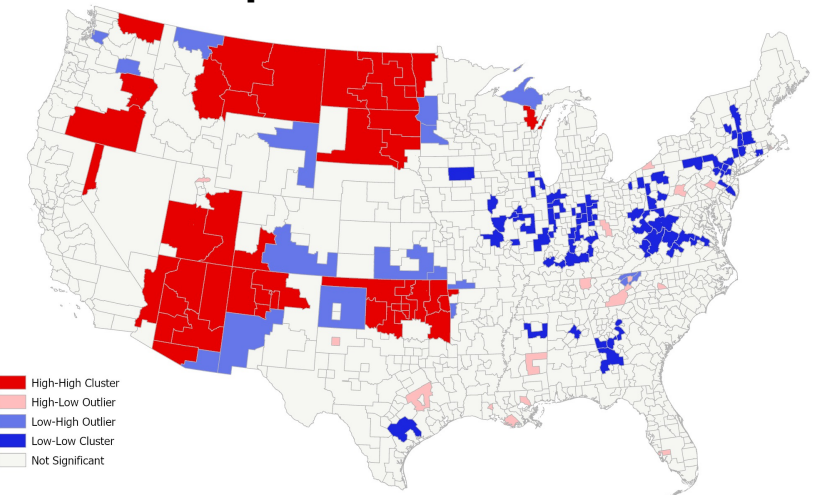 High-High Cluster
High-Low Outlier
Low-High Outlier
Low-Low Cluster
Not Significant